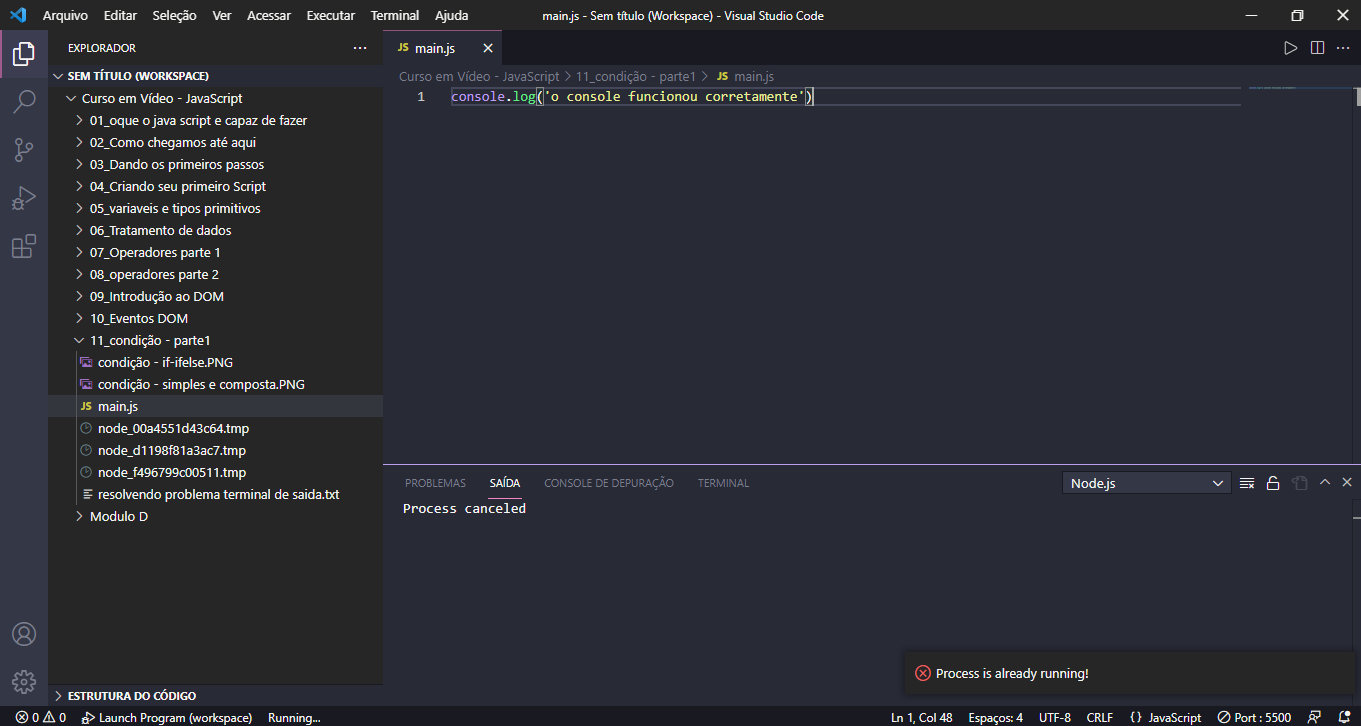 Arquivo Editar Seleção Ver Acessar Executar Terminal Ajuda main.js - Sem título (Workspace) - Visual Studio Code
EXPLORADOR
SEM TÍTULO (WORKSPACE)
Curso em Vídeo - JavaScript
01_oque o java script e capaz de fazer
02_Como chegamos até aqui
03_Dando os primeiros passos
04_Criando seu primeiro Script
05_variaveis e tipos primitivos
06_Tratamento de dados
07_Operadores parte 1
08_operadores parte 2
09_Introdução ao DOM
10_Eventos DOM
11_condição - parte1
condição - if-ifelse.PNG
condição - simples e composta.PNG
JS main.js
node_00a4551d43c64.tmp
node_d1198f81a3ac7.tmp
node_f496799c00511.tmp
resolvendo problema terminal de saida.txt
Modulo D
ESTRUTURA DO CÓDIGO
JS main.js
Curso em Vídeo - JavaScript > 11_condição - parte1 > JS main.js
1 console.log('o console funcionou corretamente')
PROBLEMAS SAÍDA CONSOLE DE DEPURAÇÃO TERMINAL Node.js
Process canceled
Process is already running!
0 0 Launch Program (workspace) Running... Ln 1, Col 48 Espaços: 4 UTF-8 CRLF {} JavaScript Port : 5500